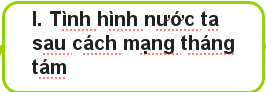 I. Tình hình nước ta
sau cách mạng tháng
tám